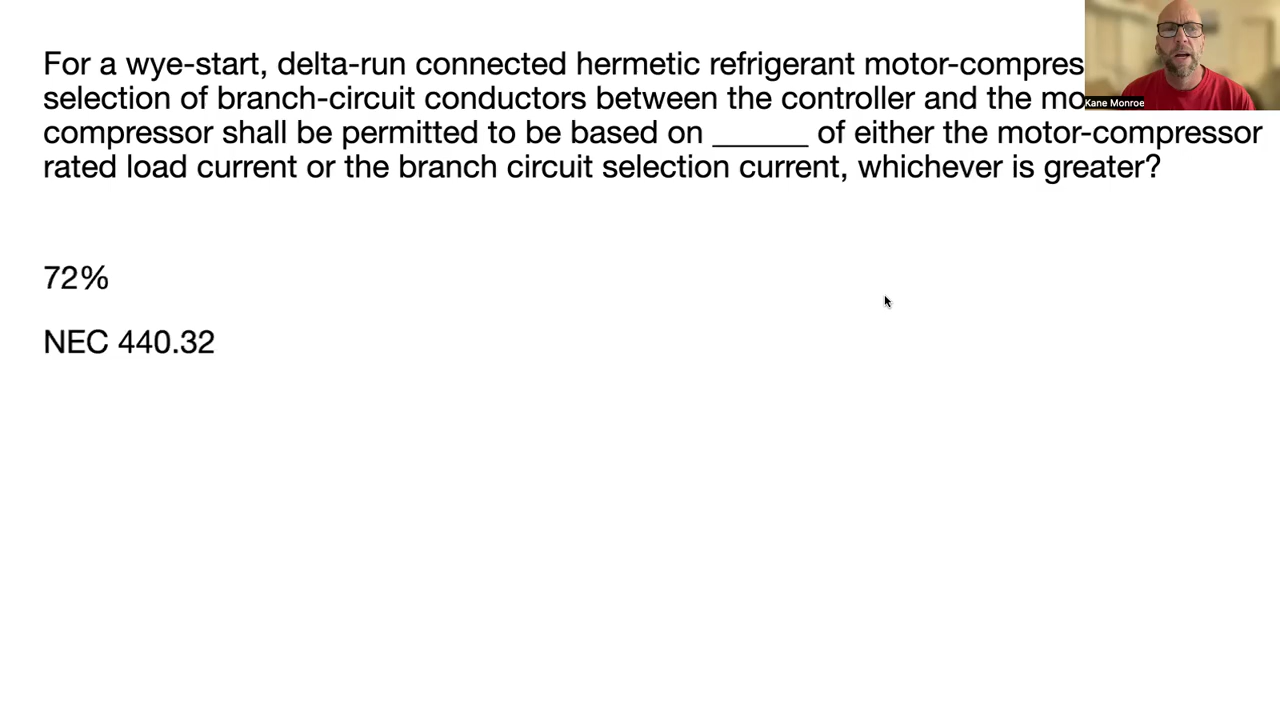 For a wye-start, delta-run connected hermetic refrigerant motor-compres
selection of branch-circuit conductors between the controller and the mo
compressor shall be permitted to be based on ______ of either the motor-compressor
rated load current or the branch circuit selection current, whichever is greater?
72%
NEC 440.32
Kane Monroe